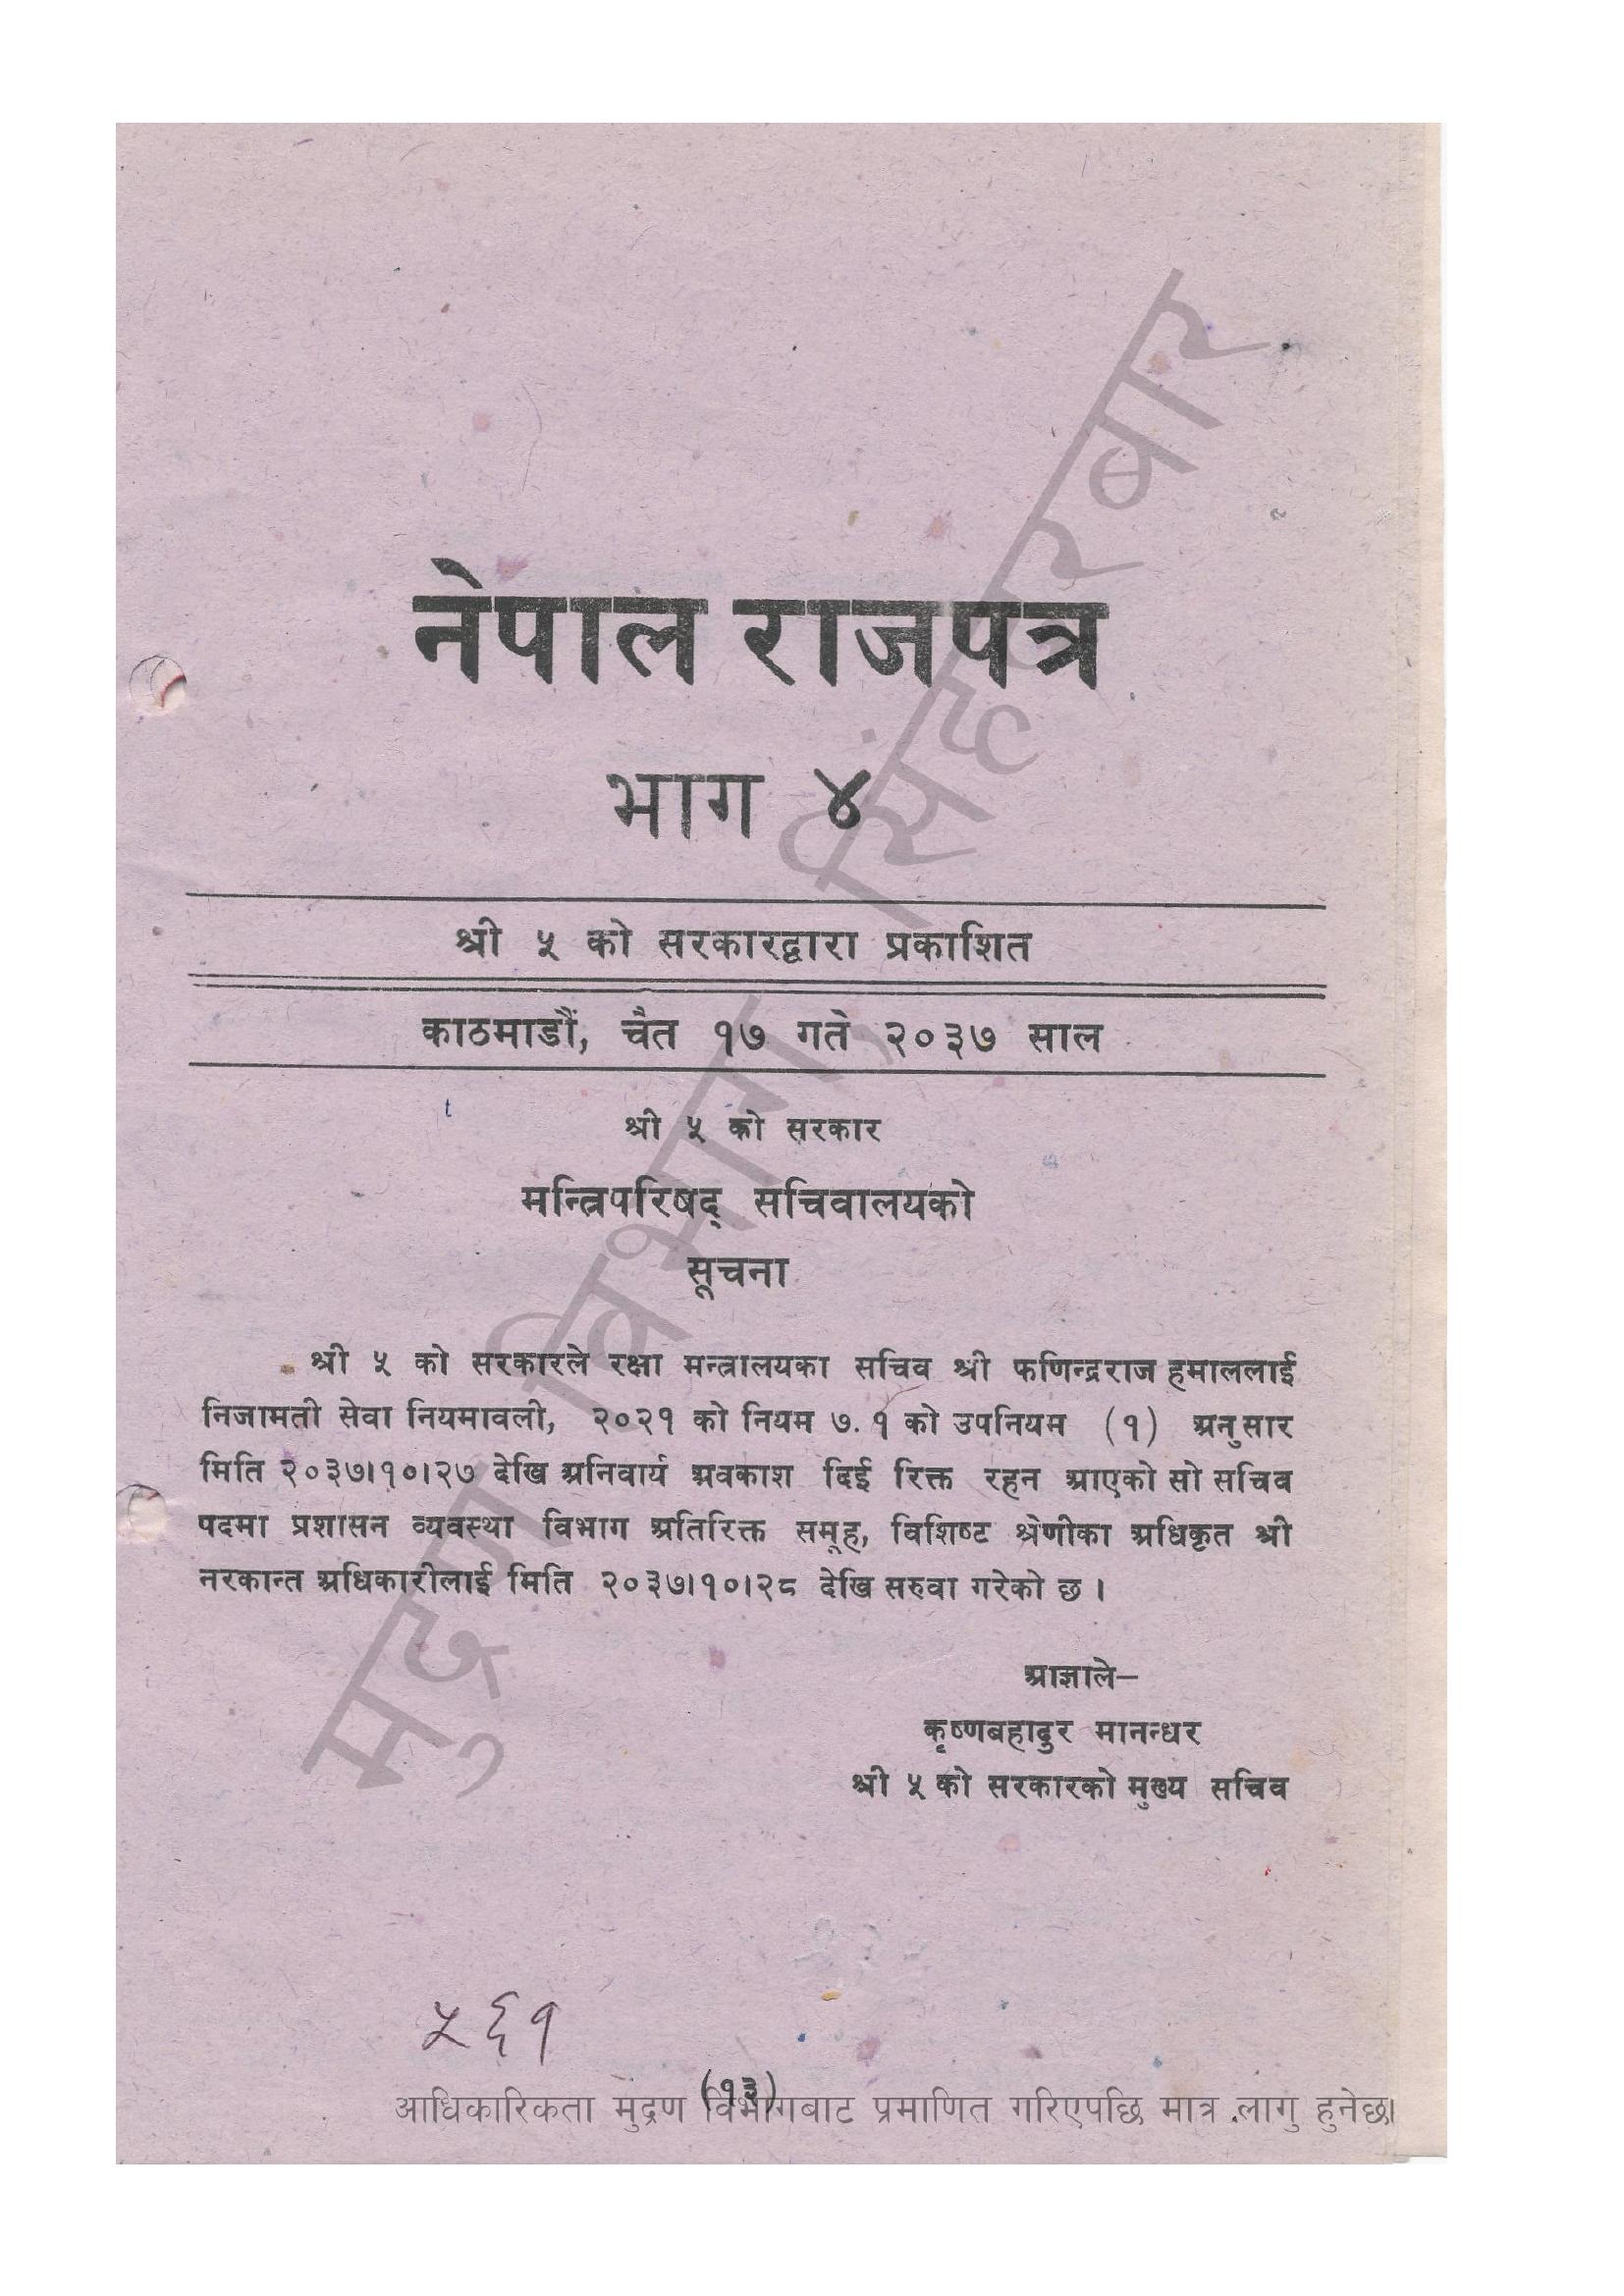 नेपाल राजपत्र
भाग ४
श्री ५ को सरकारद्वारा प्रकाशित
काठमाडौं, चैत १७ गते २०३७ साल
श्री ५ को सरकार
मन्त्रिपरिषद् सचिवालयको
सूचना
श्री ५ को सरकारले रक्षा मन्त्रालयका सचिव श्री फणिन्द्रराज हमाललाई
निजामती सेवा नियमावली, २०२१ को नियम ७.१ को उपनियम (१) अनुसार
मिति २०३७।१०।२७ देखि अनिवार्य अवकाश दिई रिक्त रहन आएको सो सचिव
पदमा प्रशासन व्यवस्था विभाग अतिरिक्त समूह, विशिष्ट श्रेणीका अधिकृत श्री
नरकान्त अधिकारीलाई मिति २०३७।१०।२८ देखि सरुवा गरेको छ ।
आज्ञाले–
कृष्णबहादुर मानन्धर
श्री ५ को सरकारको मुख्य सचिव
५६१
(१३)
आधिकारिकता मुद्रण विभागबाट प्रमाणित गरिएपछि मात्र लागु हुनेछ।
मुद्रण विभाग, सिंहदरबार